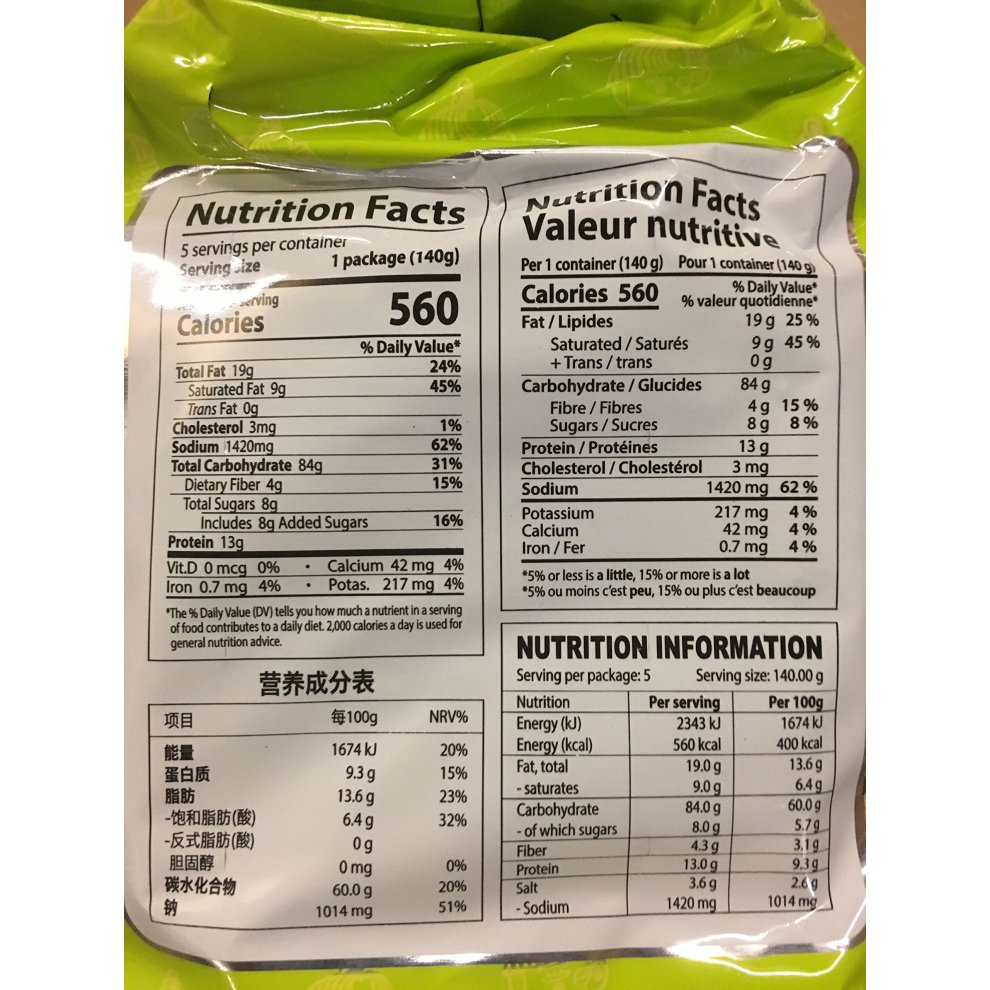 Nutrition Facts
5 servings per container
Serving size 1 package (140g)
serving
Calories 560
% Daily Value*
Total Fat 19g 24%
Saturated Fat 9g 45%
Trans Fat 0g
Cholesterol 3mg 1%
Sodium 1420mg 62%
Total Carbohydrate 84g 31%
Dietary Fiber 4g 15%
Total Sugars 8g
Includes 8g Added Sugars 16%
Protein 13g
Vit.D 0 mcg 0% • Calcium 42 mg 4%
Iron 0.7 mg 4% • Potas. 217 mg 4%
*The % Daily Value (DV) tells you how much a nutrient in a serving
of food contributes to a daily diet. 2,000 calories a day is used for
general nutrition advice.
Nutrition Facts
Valeur nutritive
Per 1 container (140 g) Pour 1 container (140 g)
Calories 560
% Daily Value*
% valeur quotidienne*
Fat / Lipides 19 g 25 %
Saturated / Saturés 9 g 45 %
+ Trans / trans 0 g
Carbohydrate / Glucides 84 g
Fibre / Fibres 4 g 15 %
Sugars / Sucres 8 g 8 %
Protein / Protéines 13 g
Cholesterol / Cholestérol 3 mg
Sodium 1420 mg 62 %
Potassium 217 mg 4 %
Calcium 42 mg 4 %
Iron / Fer 0.7 mg 4 %
*5% or less is a little, 15% or more is a lot
*5% ou moins c'est peu, 15% ou plus c'est beaucoup
营养成分表
项目 每100g NRV%
能量 1674 kJ 20%
蛋白质 9.3 g 15%
脂肪 13.6 g 23%
-饱和脂肪(酸) 6.4 g 32%
-反式脂肪(酸) 0 g
胆固醇 0 mg 0%
碳水化合物 60.0 g 20%
钠 1014 mg 51%
NUTRITION INFORMATION
Serving per package: 5 Serving size: 140.00 g
Nutrition Per serving Per 100g
Energy (kJ) 2343 kJ 1674 kJ
Energy (kcal) 560 kcal 400 kcal
Fat, total 19.0 g 13.6 g
- saturates 9.0 g 6.4 g
Carbohydrate 84.0 g 60.0 g
- of which sugars 8.0 g 5.7 g
Fiber 4.3 g 3.1 g
Protein 13.0 g 9.3 g
Salt 3.6 g 2.6 g
- Sodium 1420 mg 1014 mg